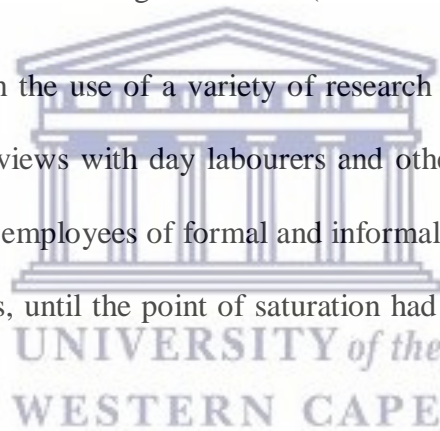 n the use of a variety of research
views with day labourers and othe
employees of formal and informal
s, until the point of saturation had
UNIVERSITY of the
WESTERN CAPE